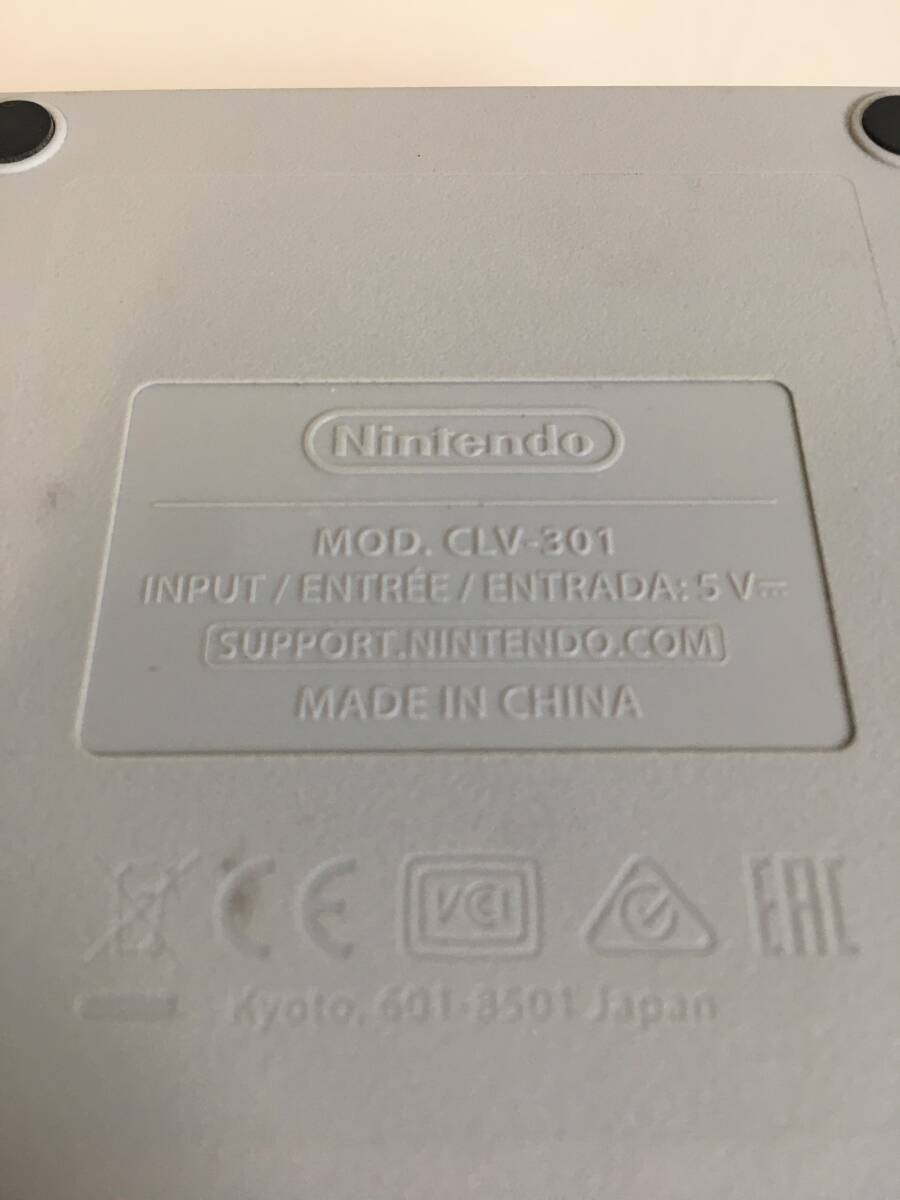 Nintendo
MOD. CLV-301
INPUT / ENTRÉE / ENTRADA: 5 V⎓
SUPPORT.NINTENDO.COM
MADE IN CHINA
CE VCI EAC
Kyoto, 601-8501 Japan